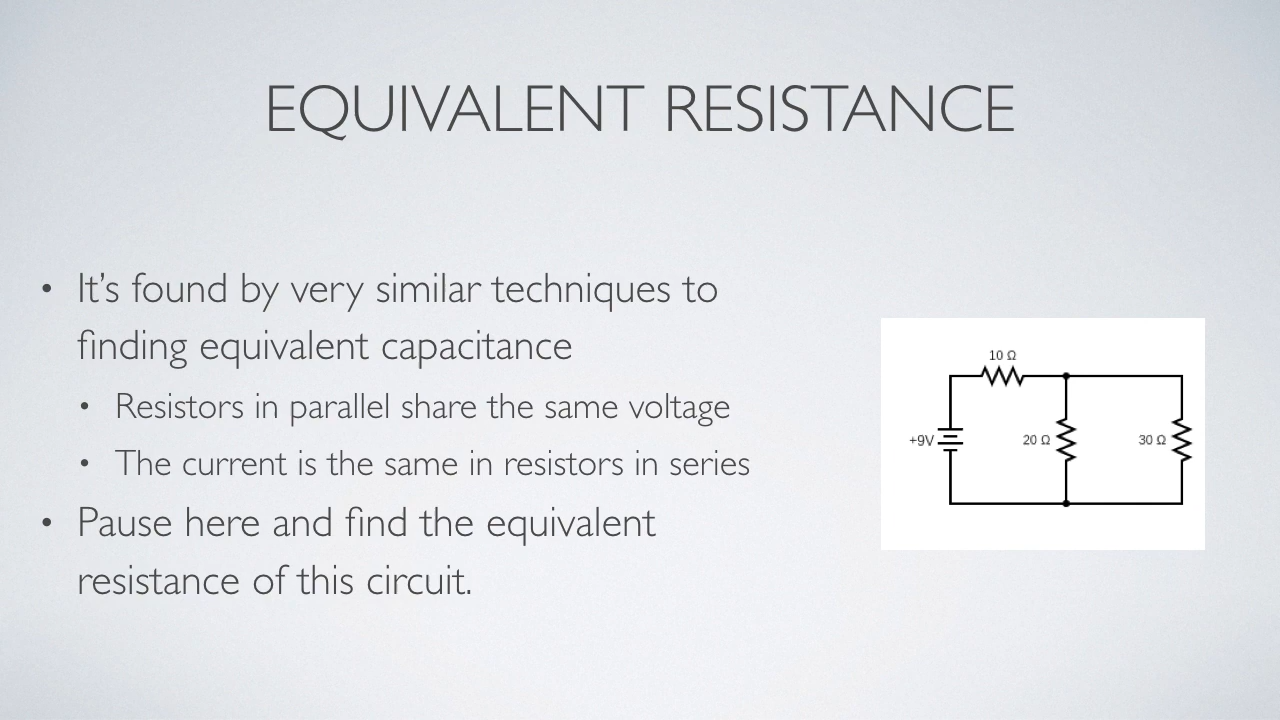 EQUIVALENT RESISTANCE
• It’s found by very similar techniques to
finding equivalent capacitance
• Resistors in parallel share the same voltage
• The current is the same in resistors in series
• Pause here and find the equivalent
resistance of this circuit.
10 Ω
+9V
20 Ω
30 Ω